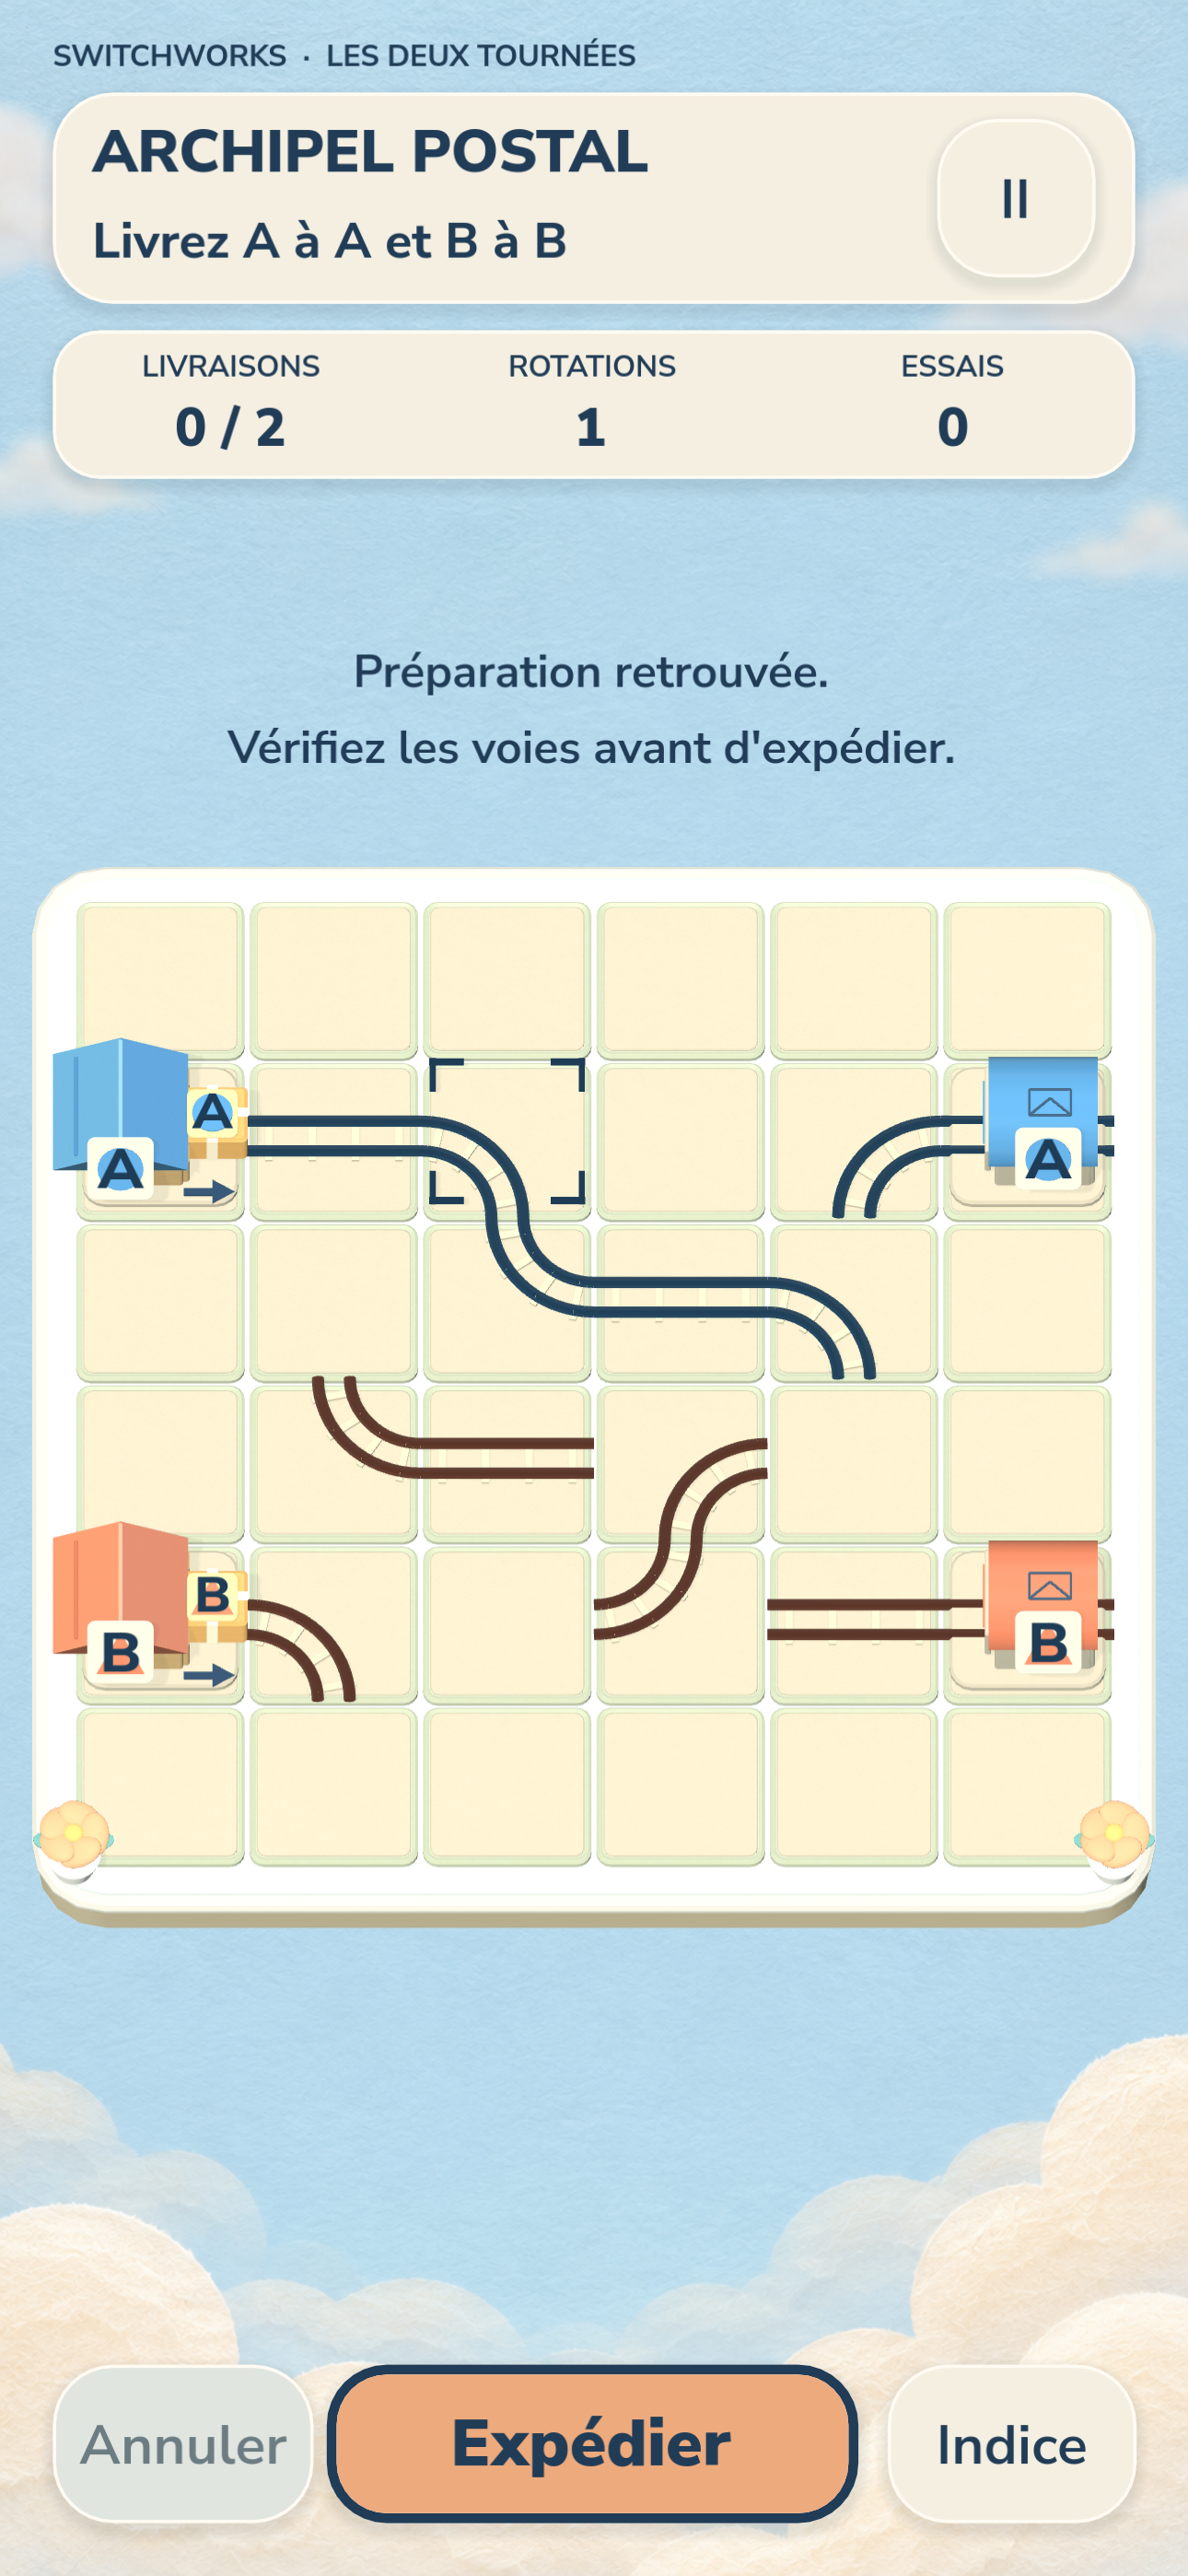 SWITCHWORKS · LES DEUX TOURNÉES
ARCHIPEL POSTAL
Livrez A à A et B à B
LIVRAISONS ROTATIONS ESSAIS
0 / 2 1 0
Préparation retrouvée.
Vérifiez les voies avant d'expédier.
A
A A
B
B B
Annuler Expédier Indice